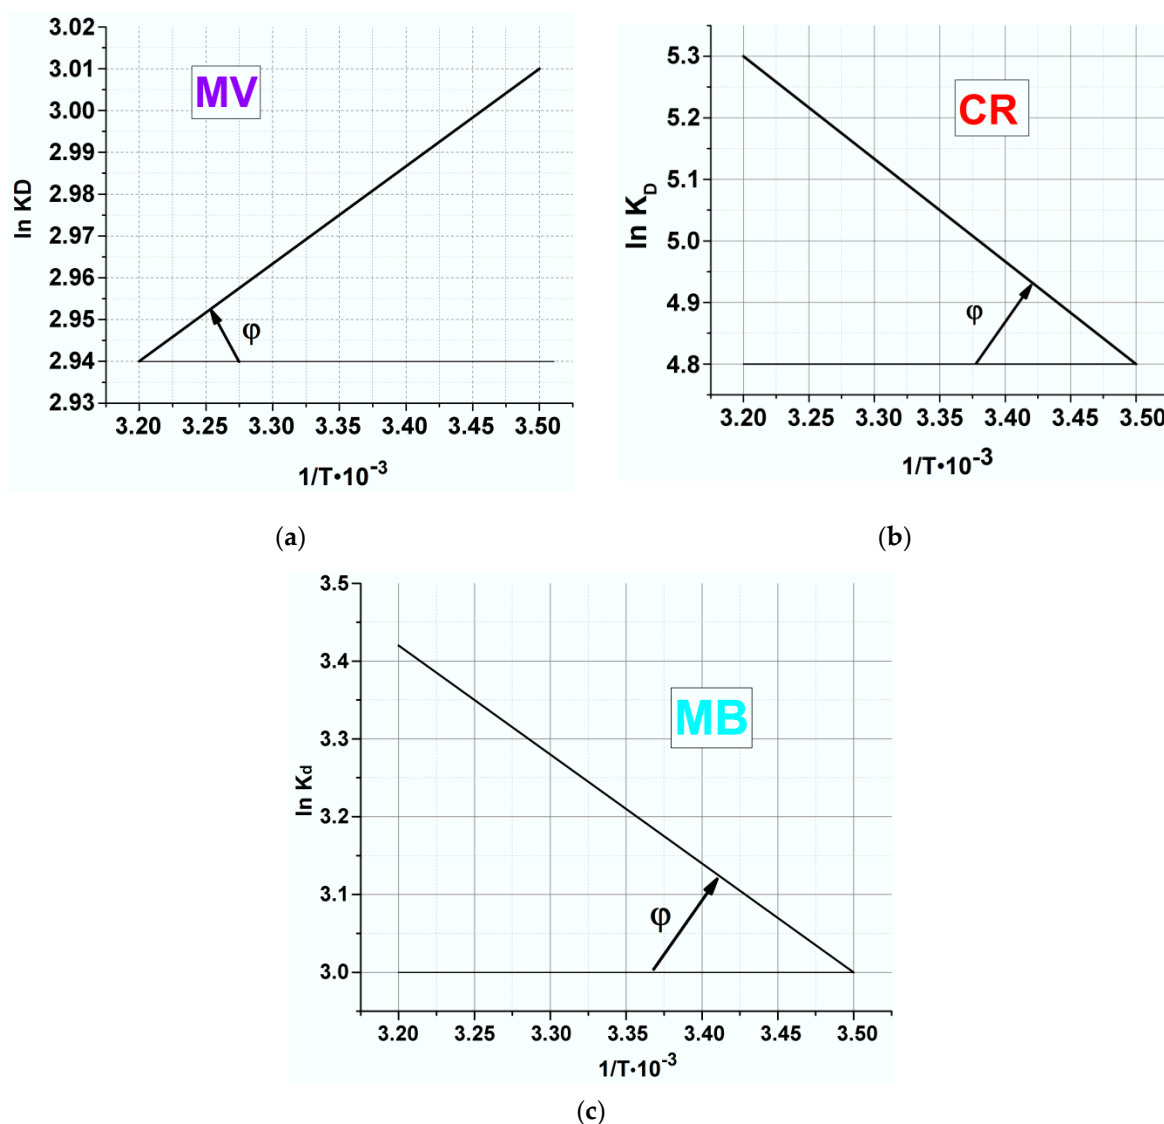 3.02
3.01
3.00
2.99
2.98
2.97
2.96
2.95
2.94
2.93
ln KD
MV
φ
3.20 3.25 3.30 3.35 3.40 3.45 3.50
1/T•10⁻³
(a)
5.3
5.2
5.1
5.0
4.9
4.8
ln K_D
CR
φ
3.20 3.25 3.30 3.35 3.40 3.45 3.50
1/T•10⁻³
(b)
3.5
3.4
3.3
3.2
3.1
3.0
ln Kd
MB
φ
3.20 3.25 3.30 3.35 3.40 3.45 3.50
1/T•10⁻³
(c)